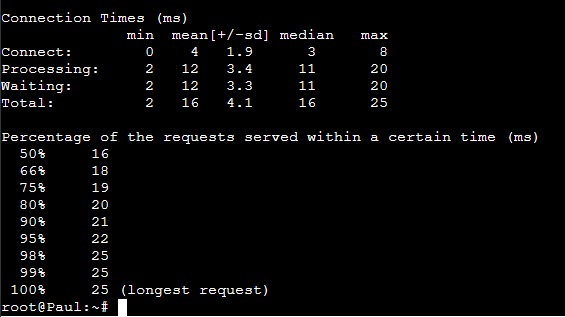 Connection Times (ms)
              min  mean[+/-sd] median   max
Connect:        0    4   1.9      3       8
Processing:     2   12   3.4     11      20
Waiting:        2   12   3.3     11      20
Total:          2   16   4.1     16      25
Percentage of the requests served within a certain time (ms)
  50%     16
  66%     18
  75%     19
  80%     20
  90%     21
  95%     22
  98%     25
  99%     25
 100%     25 (longest request)
root@Paul:~#